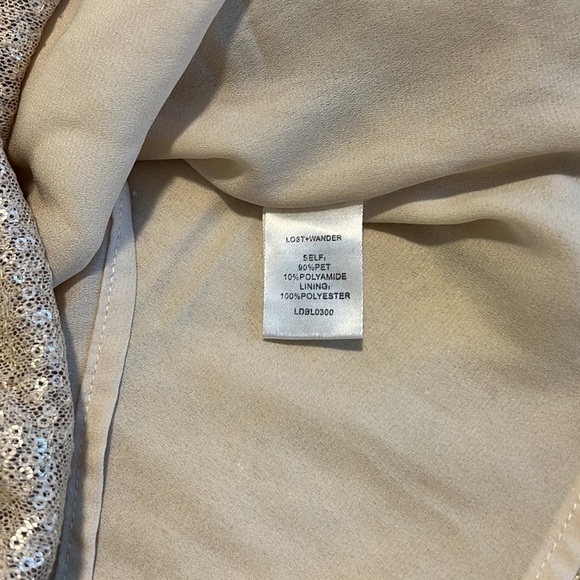 LOST+WANDER
SELF:
90%PET
10%POLYAMIDE
LINING:
100%POLYESTER
LDBL0300